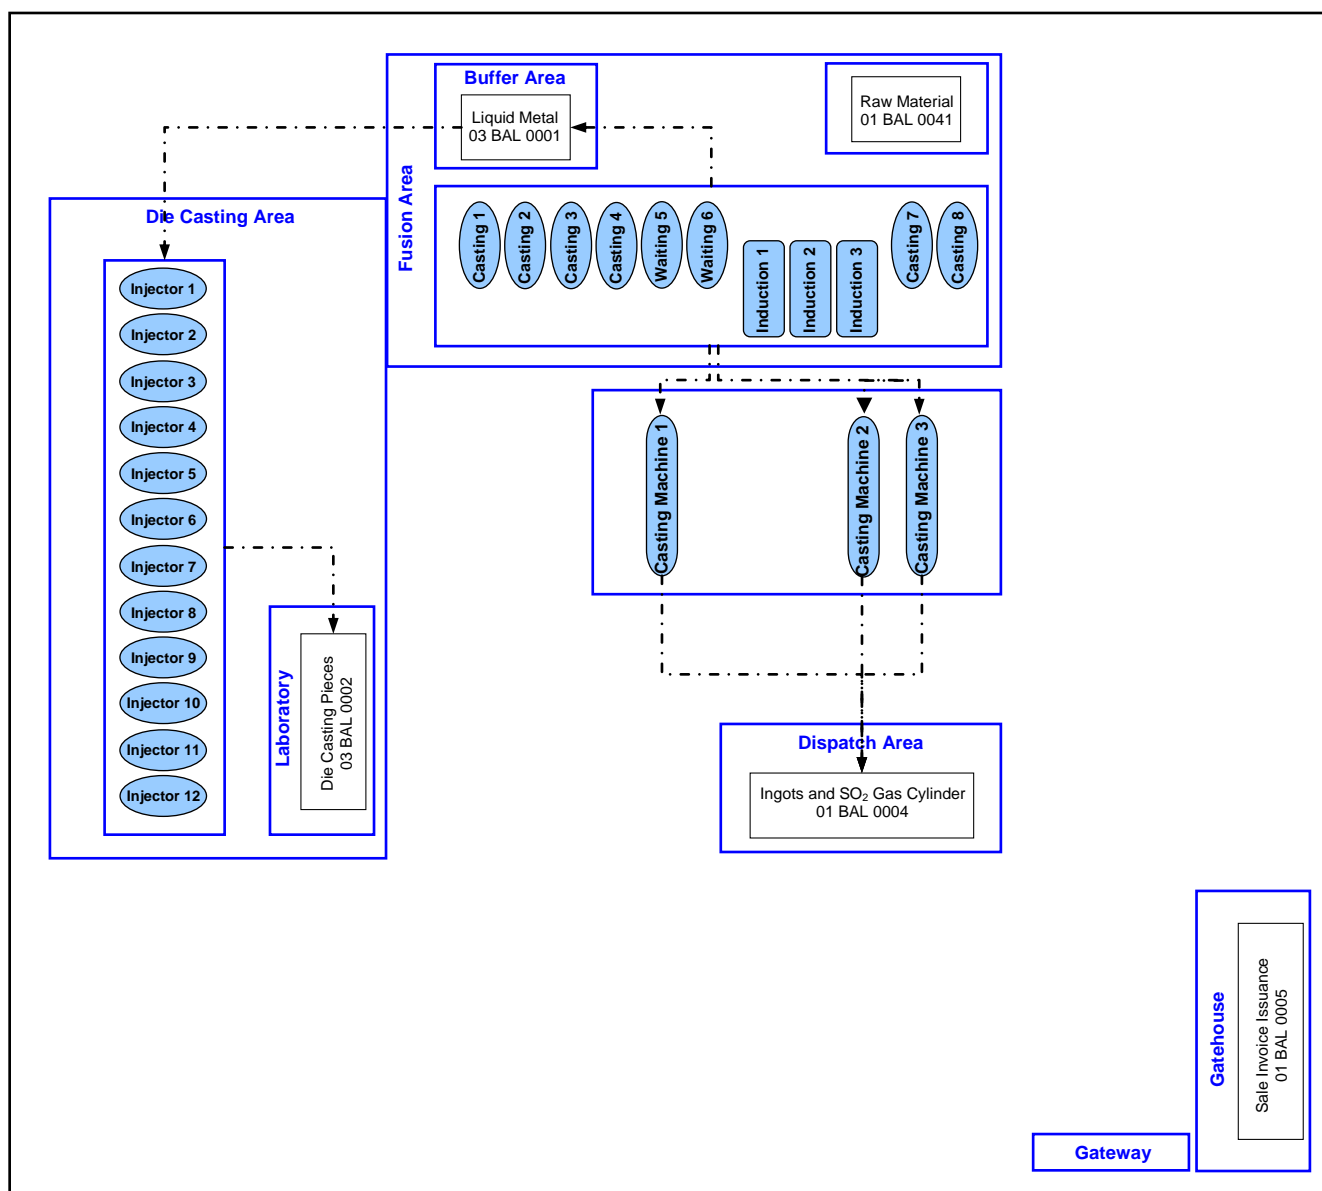 Buffer Area
Liquid Metal
03 BAL 0001
Raw Material
01 BAL 0041
Fusion Area
Casting 1
Casting 2
Casting 3
Casting 4
Waiting 5
Waiting 6
Induction 1
Induction 2
Induction 3
Casting 7
Casting 8
Die Casting Area
Injector 1
Injector 2
Injector 3
Injector 4
Injector 5
Injector 6
Injector 7
Injector 8
Injector 9
Injector 10
Injector 11
Injector 12
Laboratory
Die Casting Pieces
03 BAL 0002
Casting Machine 1
Casting Machine 2
Casting Machine 3
Dispatch Area
Ingots and SO₂ Gas Cylinder
01 BAL 0004
Gatehouse
Sale Invoice Issuance
01 BAL 0005
Gateway